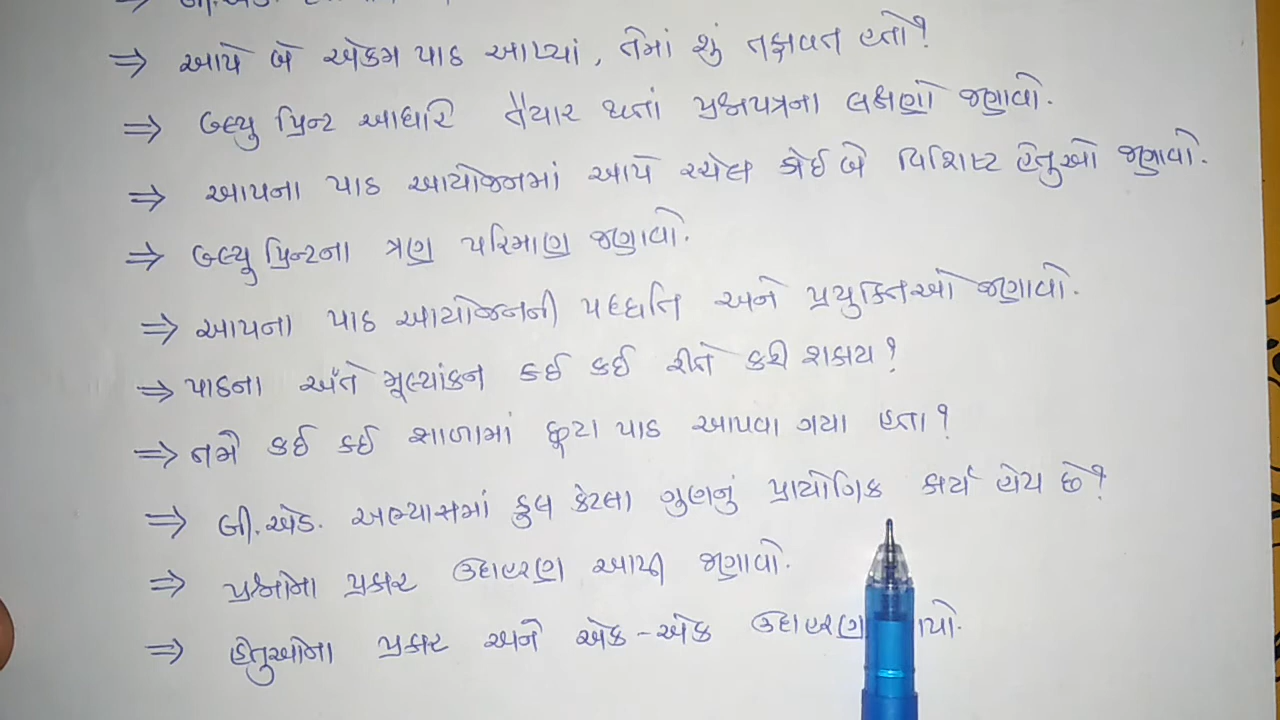 બી.એડ.
⇒ આપે બે એકમ પાઠ આપ્યાં, તેમાં શું તફાવત હતો?
⇒ બ્લ્યુ પ્રિન્ટ આધારિ તૈયાર થતાં પ્રશ્નપત્રના લક્ષણો જણાવો.
⇒ આપના પાઠ આયોજનમાં આપે રચેલ કોઈ બે વિશિષ્ટ હેતુઓ જણાવો.
⇒ બ્લ્યુ પ્રિન્ટના ત્રણ પરિમાણ જણાવો.
⇒ આપના પાઠ આયોજનની પધ્ધતિ અને પ્રયુક્તિઓ જણાવો.
⇒ પાઠના અંતે મૂલ્યાંકન કઈ કઈ રીતે કરી શકાય?
⇒ તમે કઈ કઈ શાળામાં છૂટા પાઠ આપવા ગયા હતા?
⇒ બી.એડ. અભ્યાસમાં કુલ કેટલા ગુણનું પ્રાયોગિક કાર્ય હોય છે?
⇒ પ્રશ્નોના પ્રકાર ઉદાહરણ આપી જણાવો.
⇒ હેતુઓના પ્રકાર અને એક-એક ઉદાહરણ